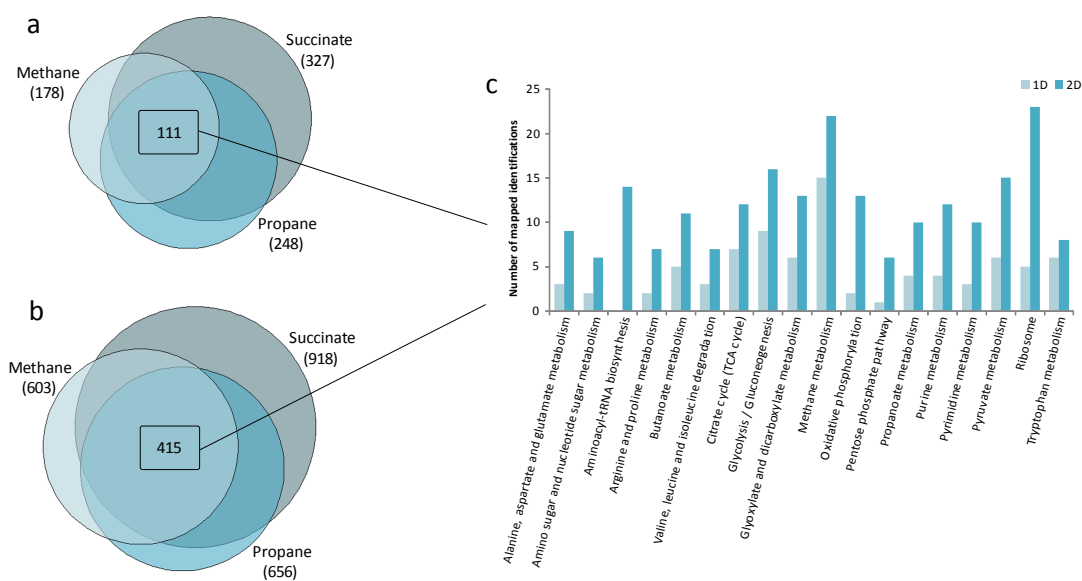 a
Succinate
(327)
Methane
(178)
111
Propane
(248)
b
Succinate
(918)
Methane
(603)
415
Propane
(656)
c
1D
2D
Number of mapped identifications
25
20
15
10
5
0
Alanine, aspartate and glutamate metabolism
Amino sugar and nucleotide sugar metabolism
Aminoacyl-tRNA biosynthesis
Arginine and proline metabolism
Butanoate metabolism
Valine, leucine and isoleucine degradation
Citrate cycle (TCA cycle)
Glycolysis / Gluconeogenesis
Glyoxylate and dicarboxylate metabolism
Methane metabolism
Oxidative phosphorylation
Pentose phosphate pathway
Propanoate metabolism
Purine metabolism
Pyrimidine metabolism
Pyruvate metabolism
Ribosome
Tryptophan metabolism